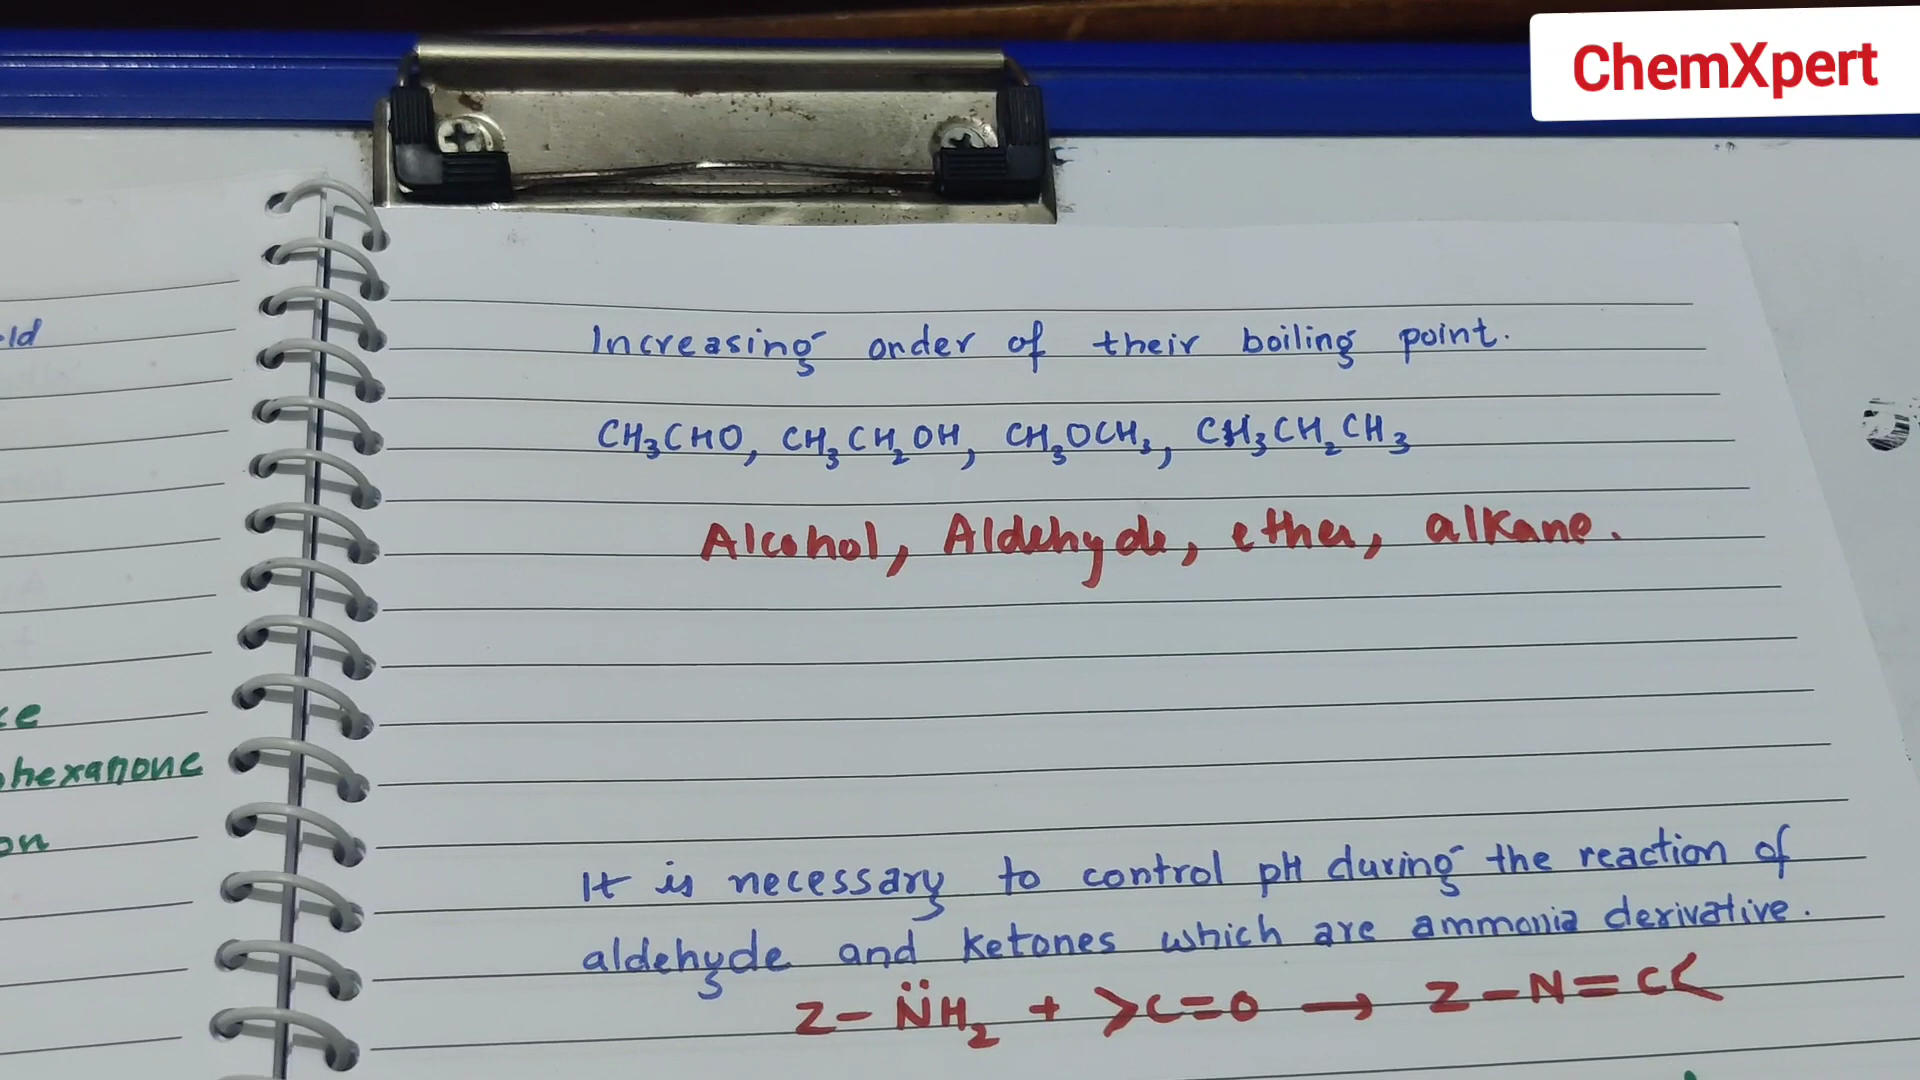 ChemXpert
Increasing order of their boiling point.
CH₃CHO, CH₃CH₂OH, CH₃OCH₃, CH₃CH₂CH₃
Alcohol, Aldehyde, ether, alkane.
It is necessary to control pH during the reaction of
aldehyde and ketones which are ammonia derivative.
Z-N̈H₂ + >C=O → Z-N=C<
ld
hexanone
on